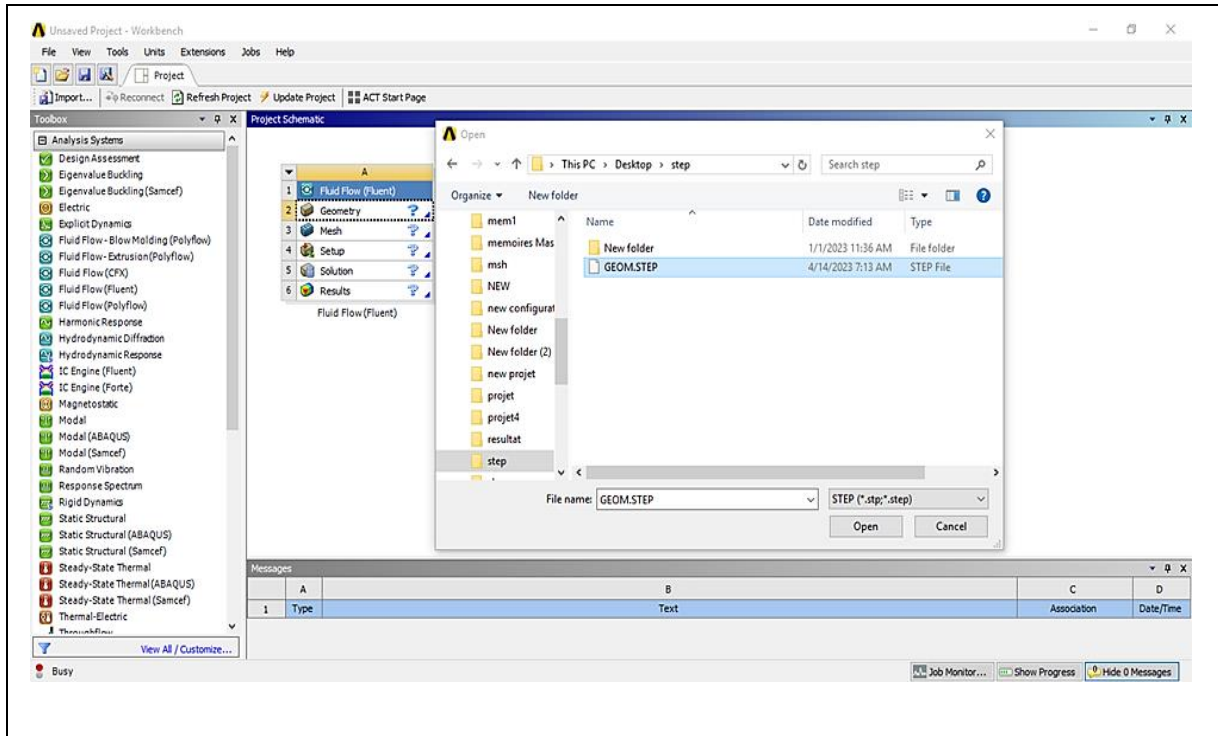 Unsaved Project - Workbench
File View Tools Units Extensions Jobs Help
Project
Import... Reconnect Refresh Project Update Project ACT Start Page
Toolbox
Analysis Systems
Design Assessment
Eigenvalue Buckling
Eigenvalue Buckling (Samcef)
Electric
Explicit Dynamics
Fluid Flow - Blow Molding (Polyflow)
Fluid Flow - Extrusion (Polyflow)
Fluid Flow (CFX)
Fluid Flow (Fluent)
Fluid Flow (Polyflow)
Harmonic Response
Hydrodynamic Diffraction
Hydrodynamic Response
IC Engine (Fluent)
IC Engine (Forte)
Magnetostatic
Modal
Modal (ABAQUS)
Modal (Samcef)
Random Vibration
Response Spectrum
Rigid Dynamics
Static Structural
Static Structural (ABAQUS)
Static Structural (Samcef)
Steady-State Thermal
Steady-State Thermal (ABAQUS)
Steady-State Thermal (Samcef)
Thermal-Electric
Throughflow
View All / Customize...
Project Schematic
A
1 Fluid Flow (Fluent)
2 Geometry ?
3 Mesh ?
4 Setup ?
5 Solution ?
6 Results ?
Fluid Flow (Fluent)
Open
This PC > Desktop > step
Search step
Organize New folder
mem1
memoires Mas
msh
NEW
new configurat
New folder
New folder (2)
new projet
projet
projet4
resultat
step
Name Date modified Type
New folder 1/1/2023 11:36 AM File folder
GEOM.STEP 4/14/2023 7:13 AM STEP File
File name: GEOM.STEP STEP (*.stp;*.step)
Open Cancel
Messages
A B C D
1 Type Text Association Date/Time
Busy
Job Monitor... Show Progress Hide 0 Messages